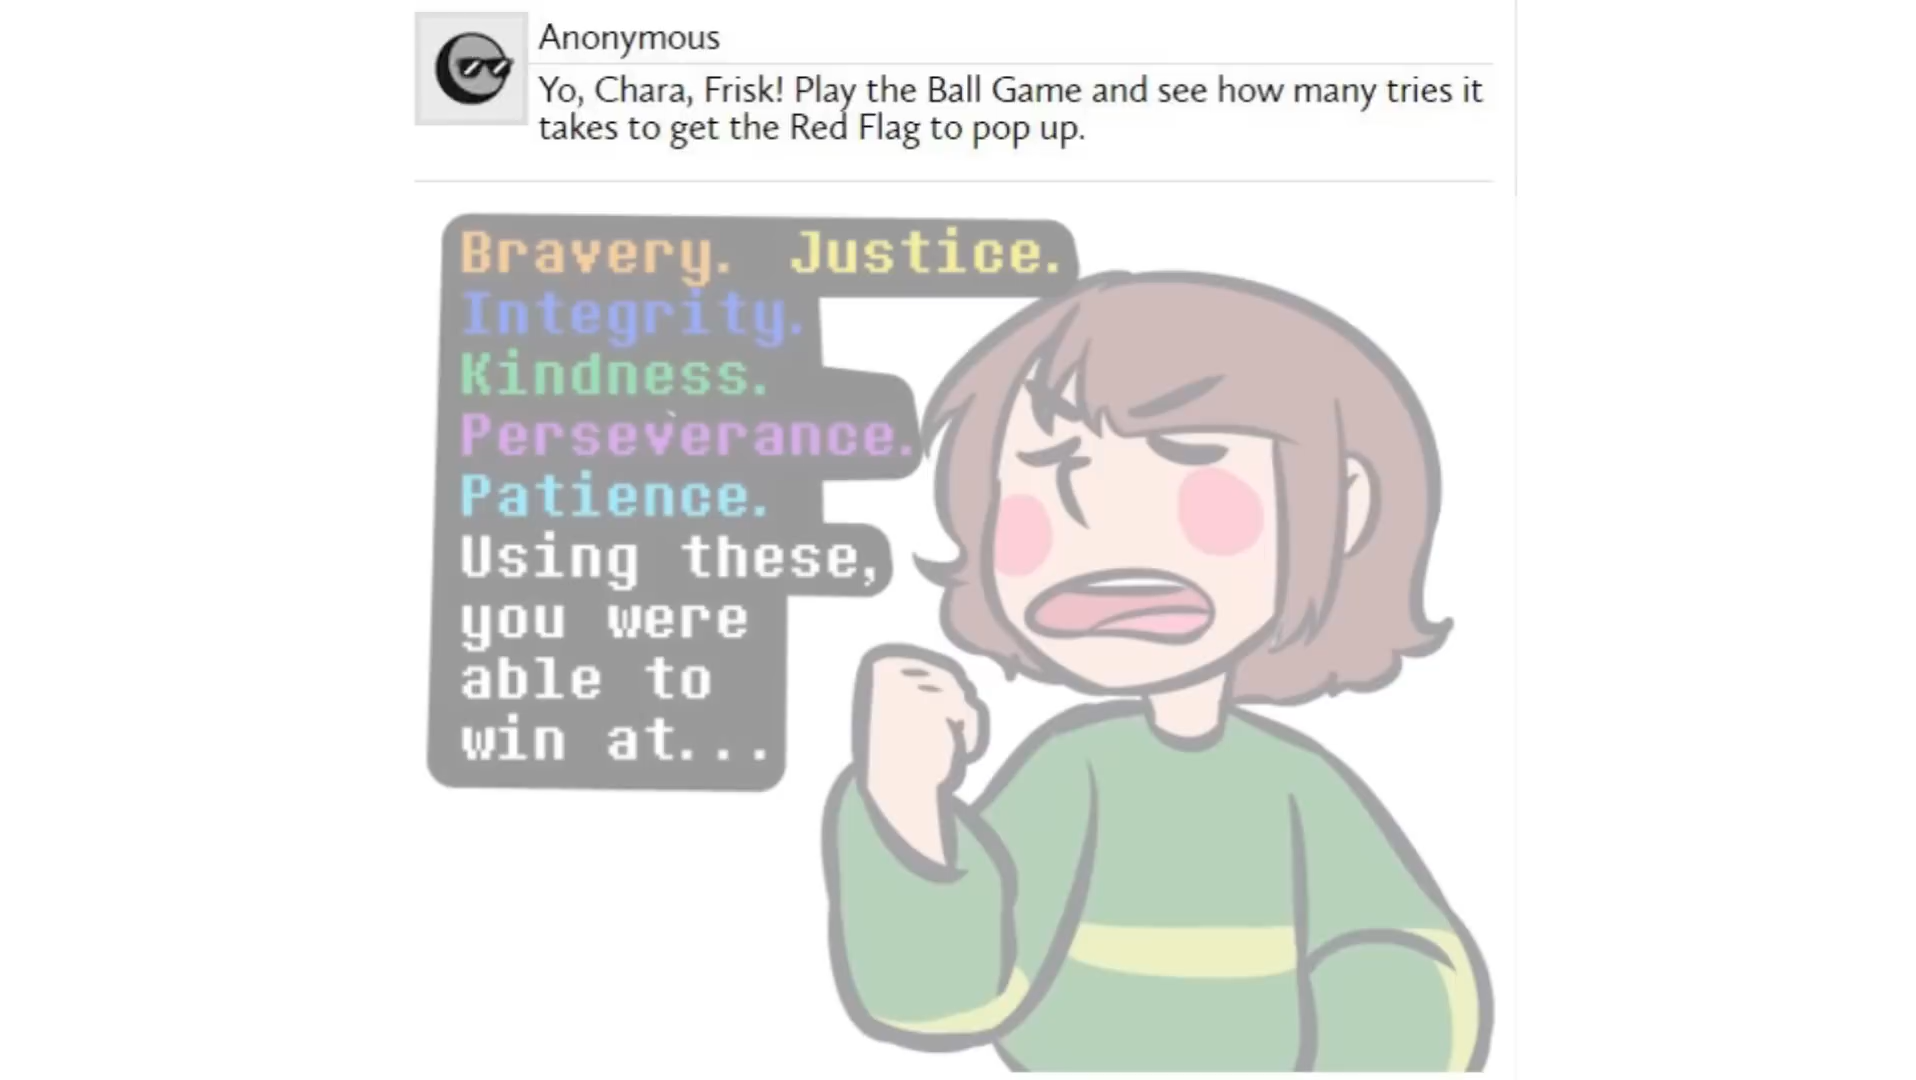 Anonymous
Yo, Chara, Frisk! Play the Ball Game and see how many tries it
takes to get the Red Flag to pop up.
Bravery. Justice.
Integrity.
Kindness.
Perseverance.
Patience.
Using these,
you were
able to
win at...